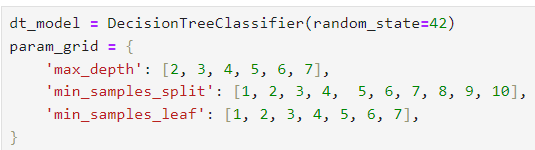 dt_model = DecisionTreeClassifier(random_state=42)
param_grid = {
    'max_depth': [2, 3, 4, 5, 6, 7],
    'min_samples_split': [1, 2, 3, 4,  5, 6, 7, 8, 9, 10],
    'min_samples_leaf': [1, 2, 3, 4, 5, 6, 7],
}